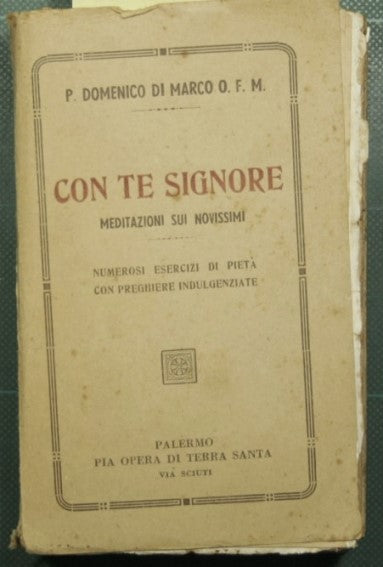 P. DOMENICO DI MARCO O. F. M.
CON TE SIGNORE
MEDITAZIONI SUI NOVISSIMI
NUMEROSI ESERCIZI DI PIETÀ
CON PREGHIERE INDULGENZIATE
PALERMO
PIA OPERA DI TERRA SANTA
VIA SCIUTI